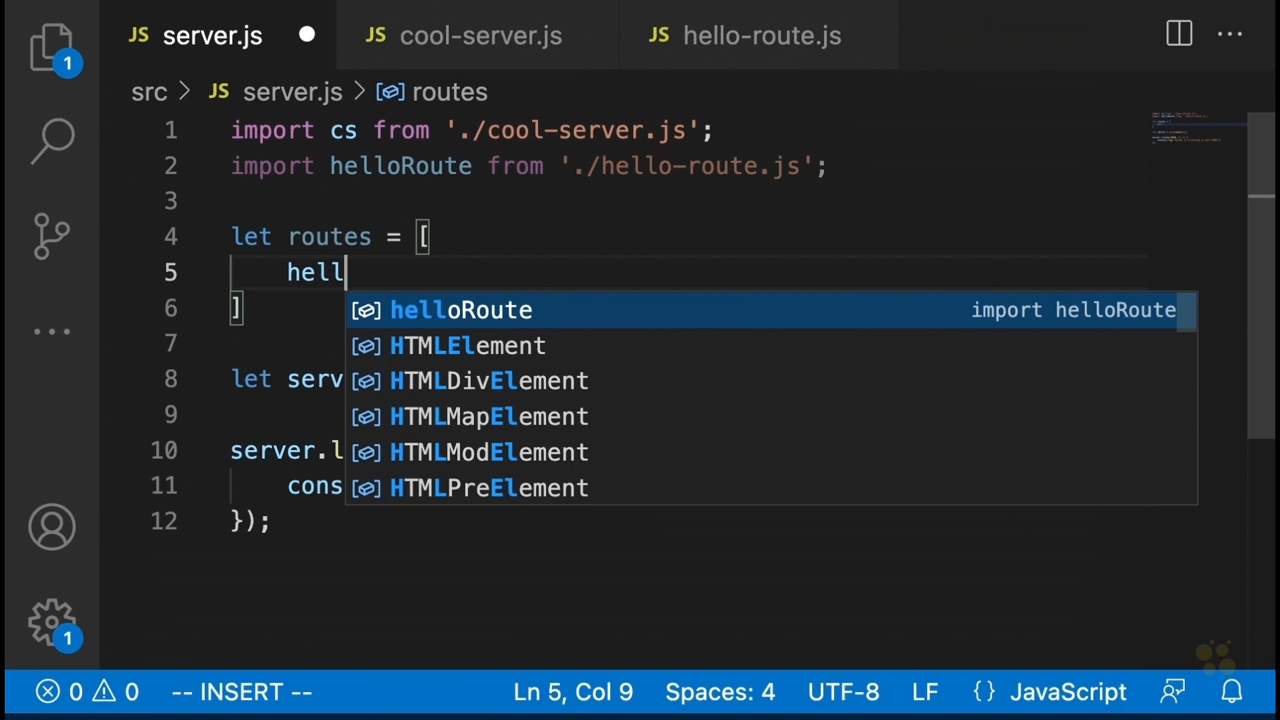 JS server.js JS cool-server.js JS hello-route.js ...
1
src > JS server.js > routes
1 import cs from './cool-server.js';
2 import helloRoute from './hello-route.js';
3
4 let routes = [
5 hell
6 ]
helloRoute import helloRoute
HTMLElement
7
HTMLDivElement
8 let serv
HTMLMapElement
9
HTMLModElement
10 server.l
HTMLPreElement
11 cons
12 });
1
0 0 -- INSERT -- Ln 5, Col 9 Spaces: 4 UTF-8 LF {} JavaScript